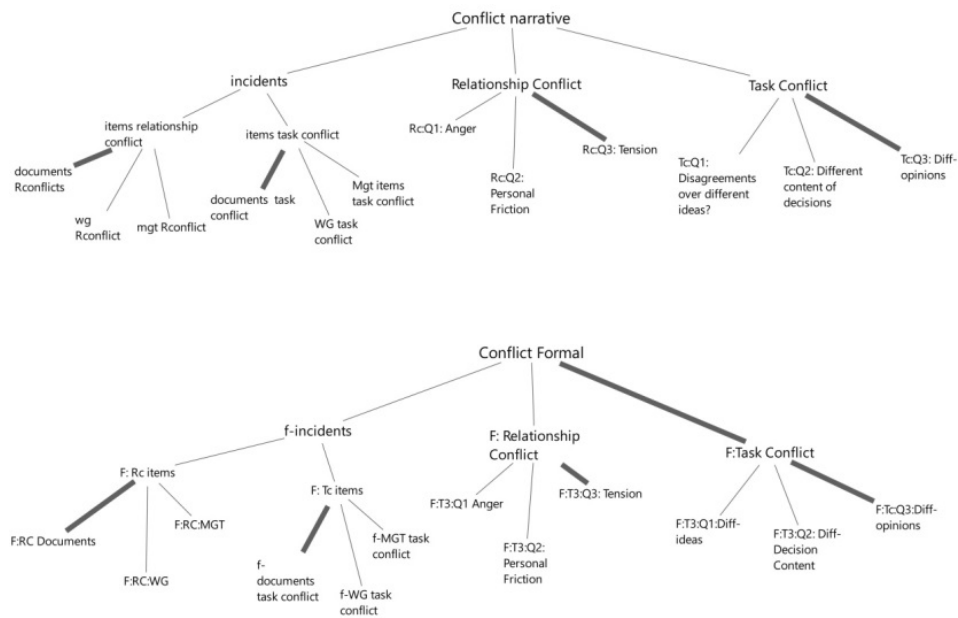 Conflict narrative
incidents
Relationship Conflict
Task Conflict
items relationship
conflict
items task conflict
Rc:Q1: Anger
Rc:Q3: Tension
documents
Rconflicts
wg
Rconflict
mgt Rconflict
documents task
conflict
WG task
conflict
Mgt items
task conflict
Rc:Q2:
Personal
Friction
Tc:Q1:
Disagreements
over different
ideas?
Tc:Q2: Different
content of
decisions
Tc:Q3: Diff-
opinions
Conflict Formal
f-incidents
F: Relationship
Conflict
F:Task Conflict
F: Rc items
F: Tc items
F:RC Documents
F:RC:WG
F:RC:MGT
f-
documents
task conflict
f-WG task
conflict
f-MGT task
conflict
F:T3:Q1 Anger
F:T3:Q2:
Personal
Friction
F:T3:Q3: Tension
F:T3:Q1:Diff-
ideas
F:T3:Q2: Diff-
Decision
Content
F:Tc:Q3:Diff-
opinions